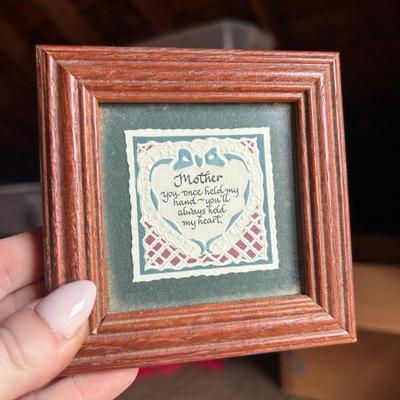 Mother
you once held my
hand~you'll
always hold
my heart.